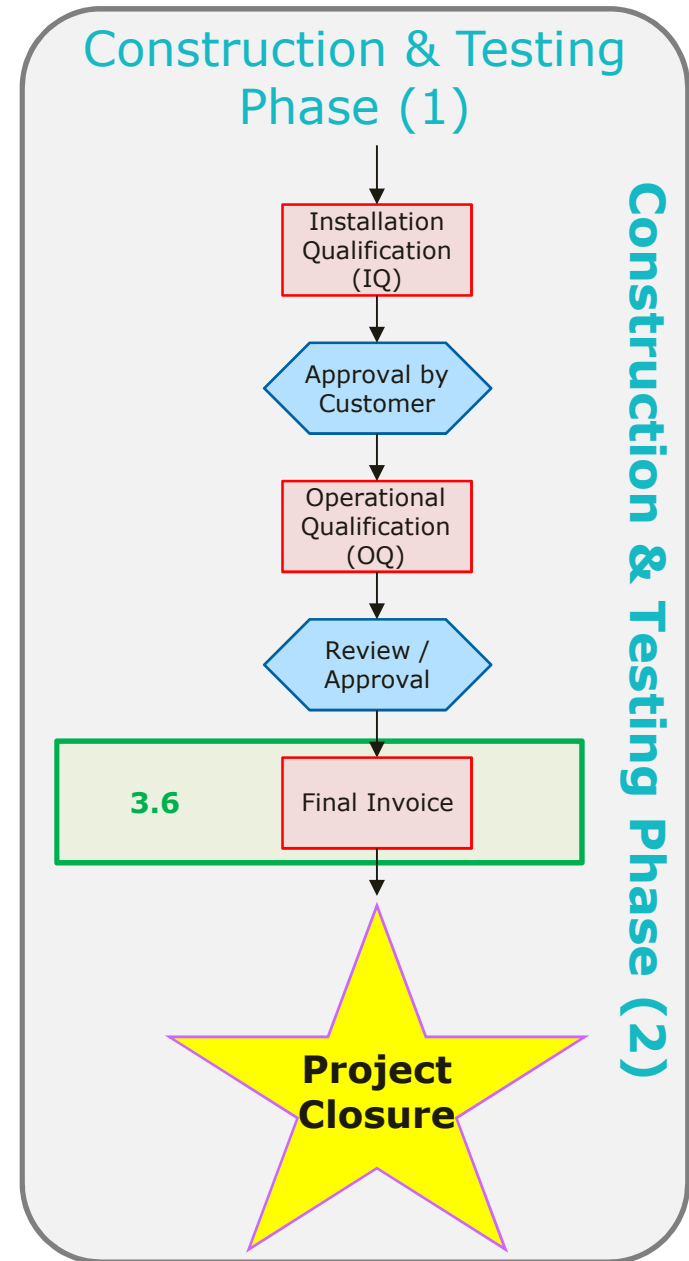 Construction & Testing
Phase (1)
Installation
Qualification
(IQ)
Approval by
Customer
Operational
Qualification
(OQ)
Review /
Approval
3.6
Final Invoice
Project
Closure
Construction & Testing Phase (2)